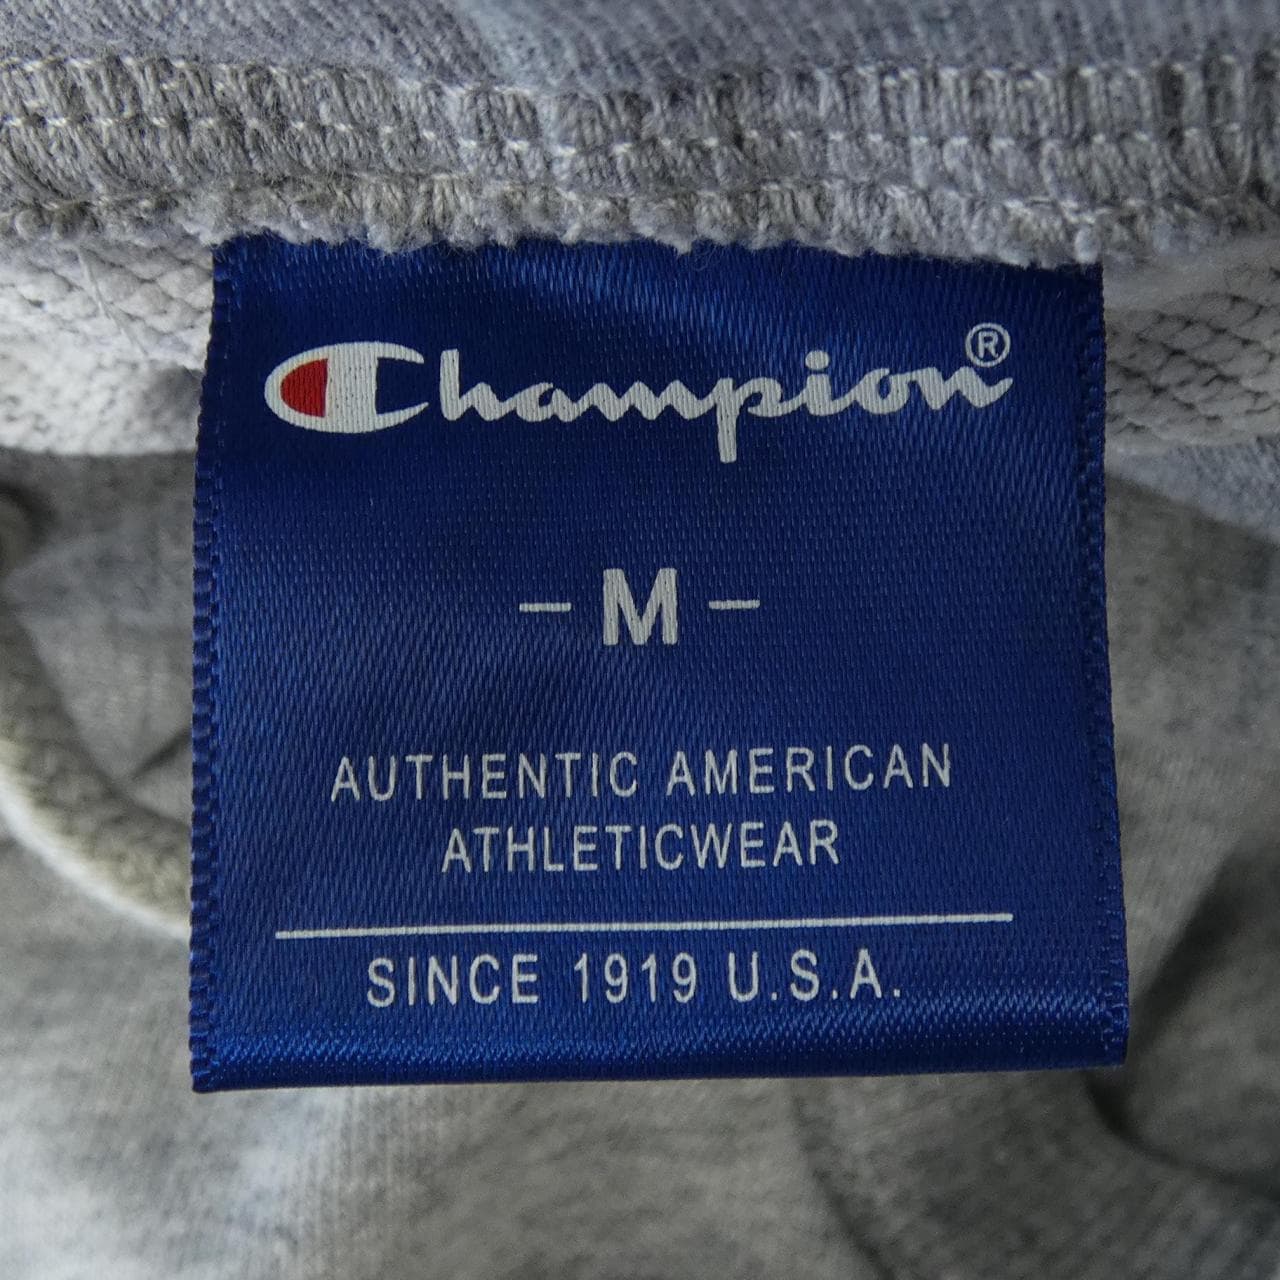 Champion®
- M -
AUTHENTIC AMERICAN
ATHLETICWEAR
SINCE 1919 U.S.A.